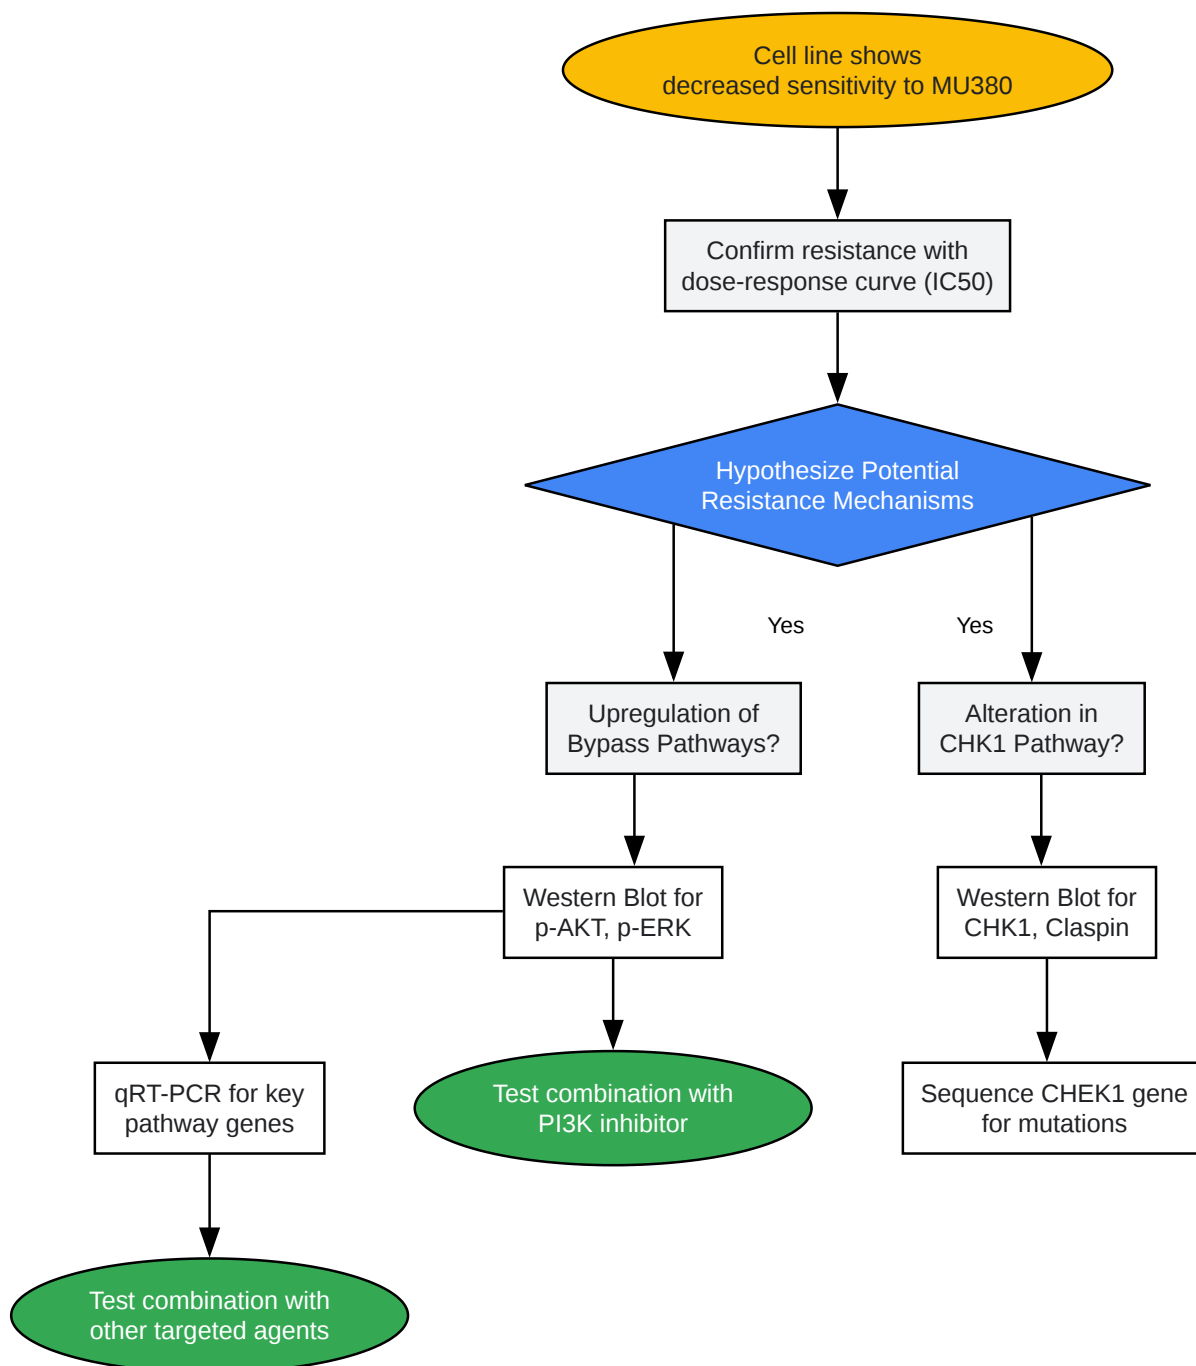 Cell line shows
decreased sensitivity to MU380
Confirm resistance with
dose-response curve (IC50)
Hypothesize Potential
Resistance Mechanisms
Yes
Yes
Upregulation of
Bypass Pathways?
Alteration in
CHK1 Pathway?
Western Blot for
p-AKT, p-ERK
Western Blot for
CHK1, Claspin
qRT-PCR for key
pathway genes
Test combination with
PI3K inhibitor
Sequence CHEK1 gene
for mutations
Test combination with
other targeted agents